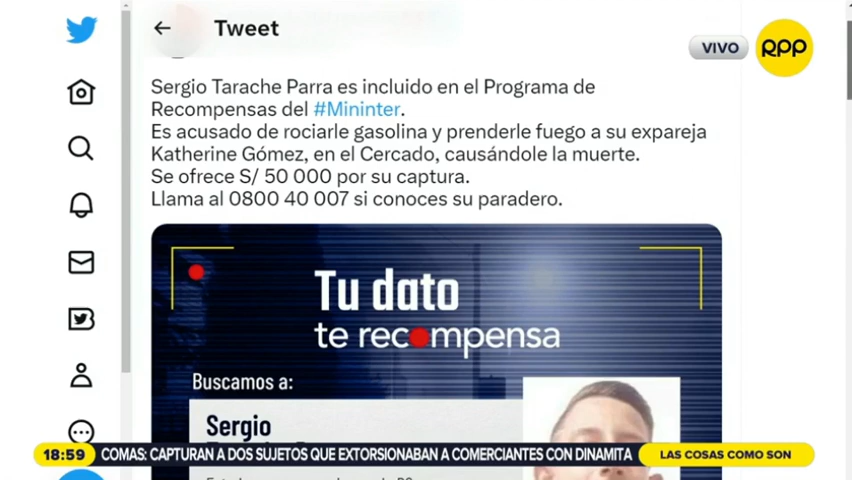 Tweet
VIVO
RPP
Sergio Tarache Parra es incluido en el Programa de
Recompensas del #Mininter.
Es acusado de rociarle gasolina y prenderle fuego a su expareja
Katherine Gómez, en el Cercado, causándole la muerte.
Se ofrece S/ 50 000 por su captura.
Llama al 0800 40 007 si conoces su paradero.
Tu dato
te recompensa
Buscamos a:
Sergio
18:59 COMAS: CAPTURAN A DOS SUJETOS QUE EXTORSIONABAN A COMERCIANTES CON DINAMITA LAS COSAS COMO SON